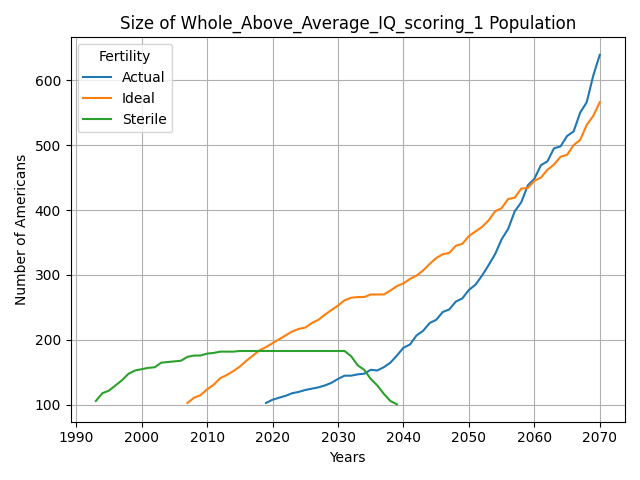 Size of Whole_Above_Average_IQ_scoring_1 Population
Fertility
Actual
Ideal
Sterile
Number of Americans
600
500
400
300
200
100
1990 2000 2010 2020 2030 2040 2050 2060 2070
Years